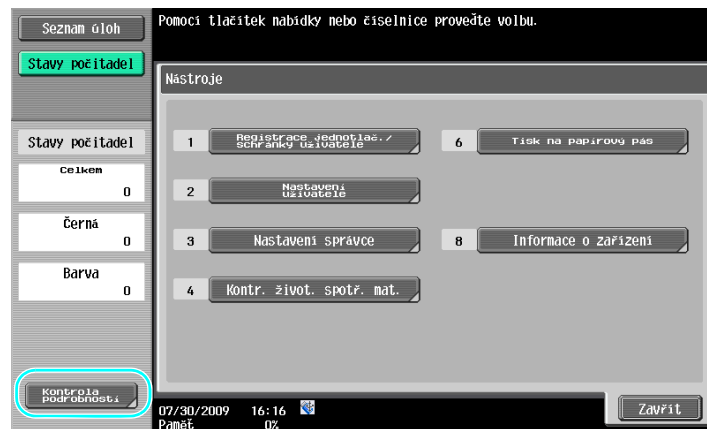 Seznam úloh
Pomocí tlačítek nabídky nebo číselnice proveďte volbu.
Stavy počitadel
Nástroje
Stavy počitadel
Celkem
0
Černá
0
Barva
0
1
Registrace jednotlač./
schránky uživatele
6
Tisk na papírový pás
2
Nastavení
uživatele
3
Nastavení správce
8
Informace o zařízení
4
Kontr. život. spotř. mat.
Kontrola
podrobností
07/30/2009 16:16
Paměť 0%
Zavřít